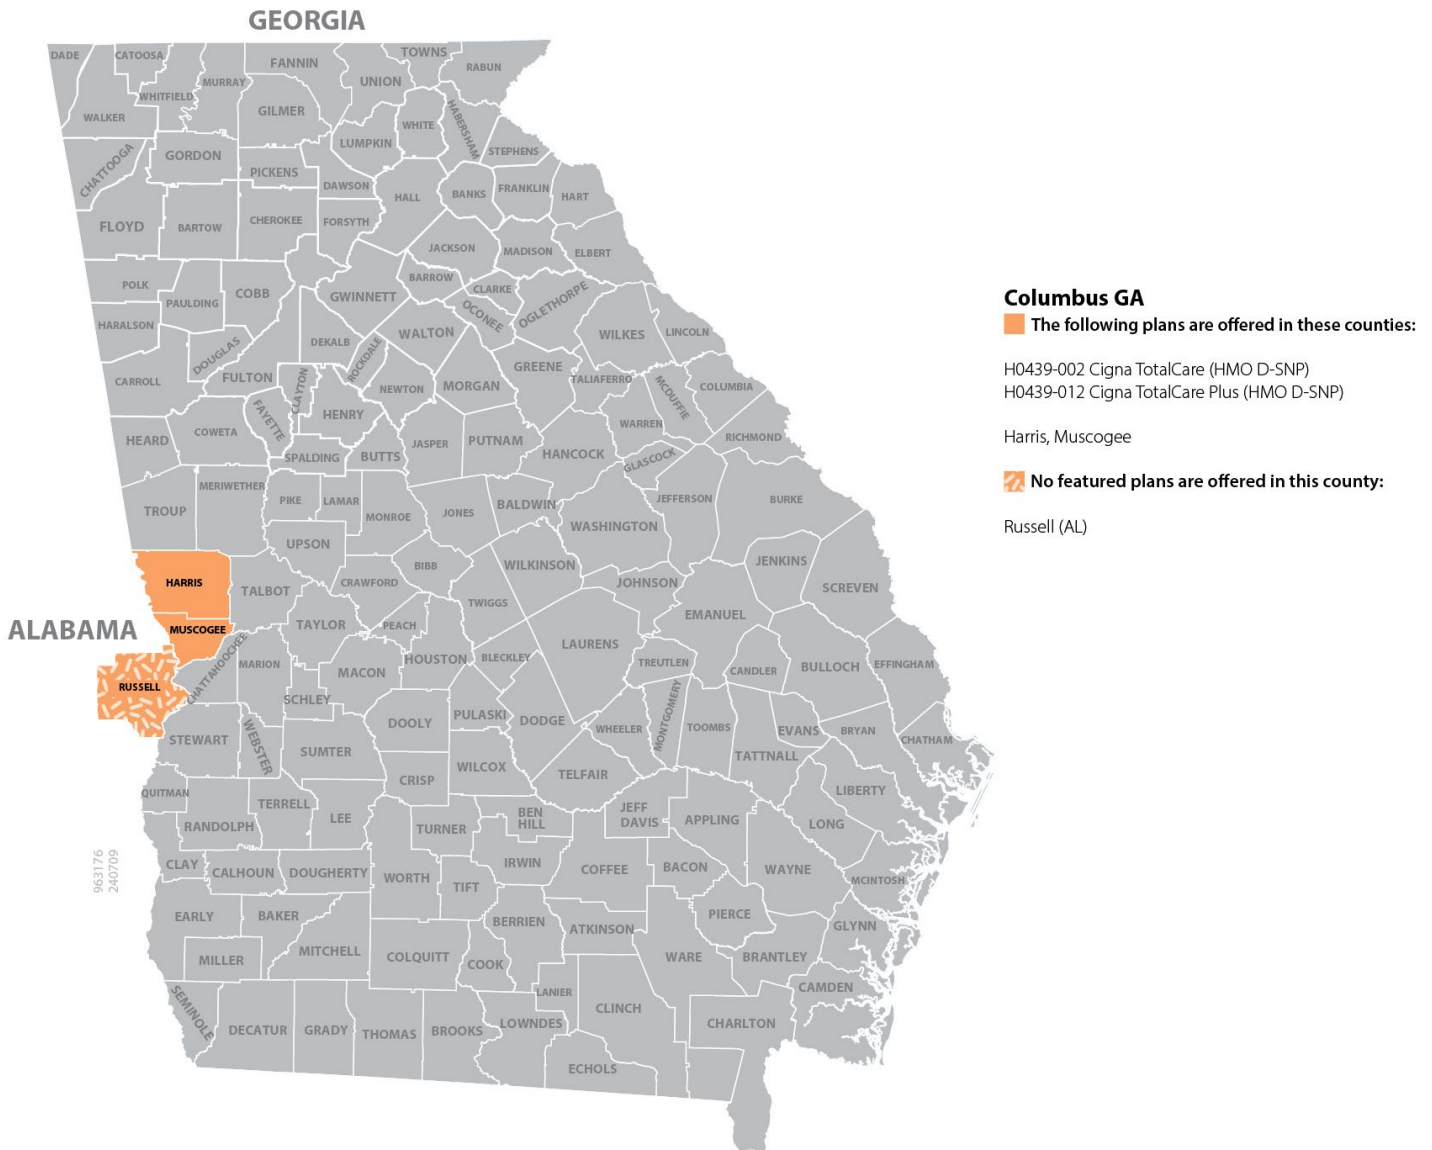 GEORGIA
DADE
CATOOSA
FANNIN
TOWNS
RABUN
UNION
MURRAY
WHITFIELD
GILMER
WALKER
WHITE
HABERSHAM
LUMPKIN
STEPHENS
CHATTOOGA
GORDON
PICKENS
DAWSON
HALL
BANKS
FRANKLIN
HART
FLOYD
BARTOW
CHEROKEE
FORSYTH
JACKSON
MADISON
ELBERT
POLK
PAULDING
COBB
GWINNETT
BARROW
CLARKE
OCONEE
OGLETHORPE
HARALSON
DOUGLAS
DEKALB
ROCKDALE
WALTON
WILKES
LINCOLN
CARROLL
FULTON
CLAYTON
NEWTON
MORGAN
GREENE
TALIAFERRO
MCDUFFIE
COLUMBIA
HEARD
COWETA
FAYETTE
HENRY
SPALDING
BUTTS
JASPER
PUTNAM
HANCOCK
WARREN
GLASCOCK
RICHMOND
TROUP
MERIWETHER
PIKE
LAMAR
MONROE
JONES
BALDWIN
WASHINGTON
JEFFERSON
BURKE
UPSON
BIBB
WILKINSON
JENKINS
SCREVEN
HARRIS
TALBOT
CRAWFORD
TWIGGS
JOHNSON
EMANUEL
ALABAMA
MUSCOGEE
CHATTAHOOCHEE
TAYLOR
PEACH
LAURENS
RUSSELL
MARION
MACON
HOUSTON
BLECKLEY
TREUTLEN
CANDLER
BULLOCH
EFFINGHAM
SCHLEY
DOOLY
PULASKI
DODGE
WHEELER
MONTGOMERY
TOOMBS
EVANS
BRYAN
CHATHAM
STEWART
WEBSTER
SUMTER
CRISP
WILCOX
TELFAIR
TATTNALL
LIBERTY
QUITMAN
RANDOLPH
TERRELL
LEE
TURNER
BEN
HILL
JEFF
DAVIS
APPLING
LONG
CLAY
CALHOUN
DOUGHERTY
WORTH
TIFT
IRWIN
COFFEE
BACON
WAYNE
MCINTOSH
EARLY
BAKER
MITCHELL
COLQUITT
BERRIEN
ATKINSON
PIERCE
GLYNN
MILLER
COOK
WARE
BRANTLEY
CAMDEN
SEMINOLE
DECATUR
GRADY
THOMAS
BROOKS
LOWNDES
LANIER
CLINCH
CHARLTON
ECHOLS
963176
240709
Columbus GA
The following plans are offered in these counties:
H0439-002 Cigna TotalCare (HMO D-SNP)
H0439-012 Cigna TotalCare Plus (HMO D-SNP)
Harris, Muscogee
No featured plans are offered in this county:
Russell (AL)